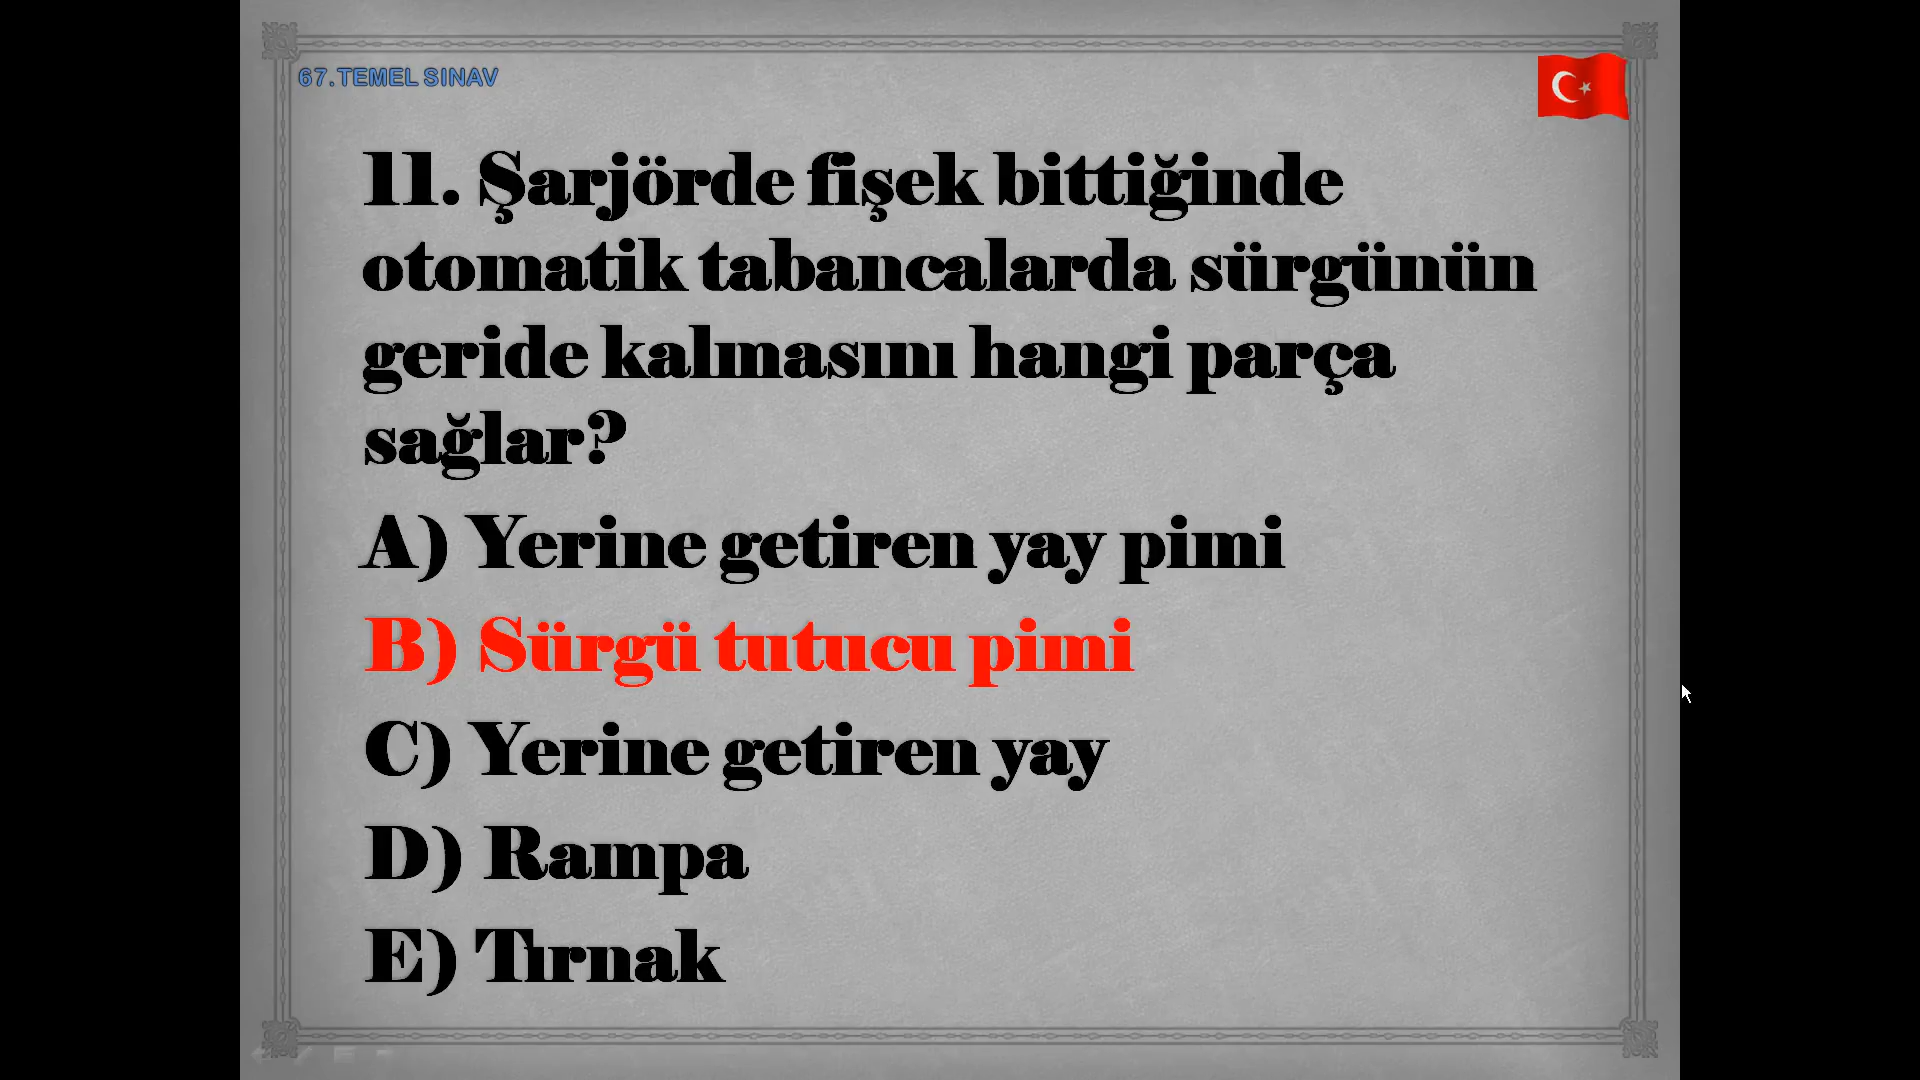 67.TEMEL SINAV
11. Şarjörde fişek bittiğinde
otomatik tabancalarda sürgünün
geride kalmasını hangi parça
sağlar?
A) Yerine getiren yay pimi
B) Sürgü tutucu pimi
C) Yerine getiren yay
D) Rampa
E) Tırnak